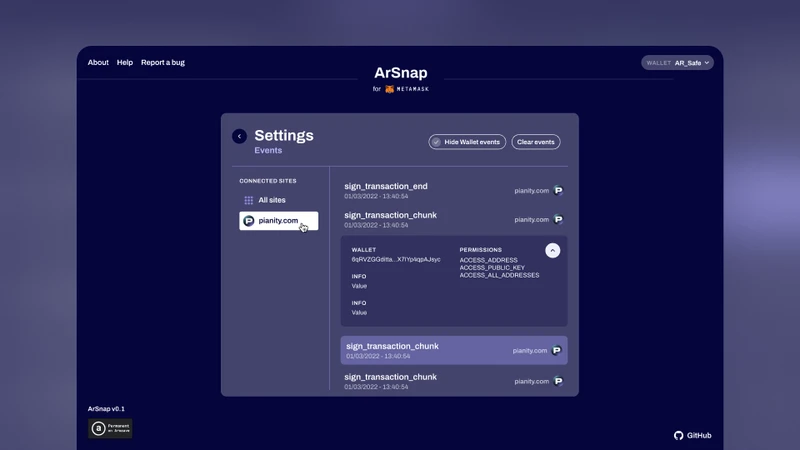 About Help Report a bug
ArSnap
for METAMASK
WALLET AR_Safe
Settings
Events
Hide Wallet events
Clear events
CONNECTED SITES
All sites
pianity.com
sign_transaction_end
01/03/2022 - 13:40:54
pianity.com
sign_transaction_chunk
01/03/2022 - 13:40:54
pianity.com
WALLET
6qRVZGGditta...X7IYp4qpAJsyc
INFO
Value
INFO
Value
PERMISSIONS
ACCESS_ADDRESS
ACCESS_PUBLIC_KEY
ACCESS_ALL_ADDRESSES
sign_transaction_chunk
01/03/2022 - 13:40:54
pianity.com
sign_transaction_chunk
01/03/2022 - 13:40:54
pianity.com
ArSnap v0.1
a Permanent
on Arweave
GitHub